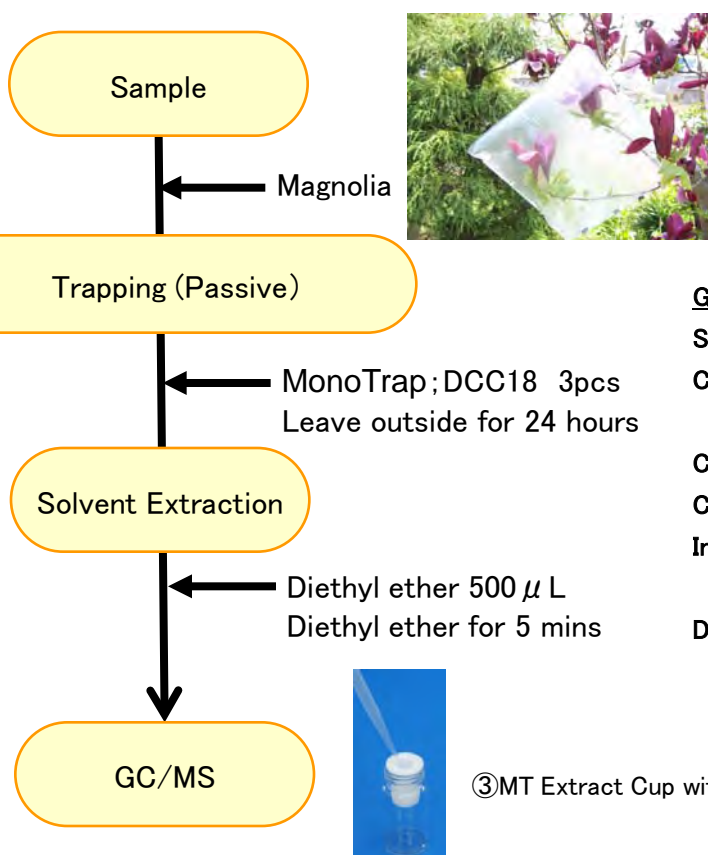 Sample
Magnolia
Trapping (Passive)
MonoTrap;DCC18 3pcs
Leave outside for 24 hours
Solvent Extraction
Diethyl ether 500μL
Diethyl ether for 5 mins
GC/MS
③MT Extract Cup